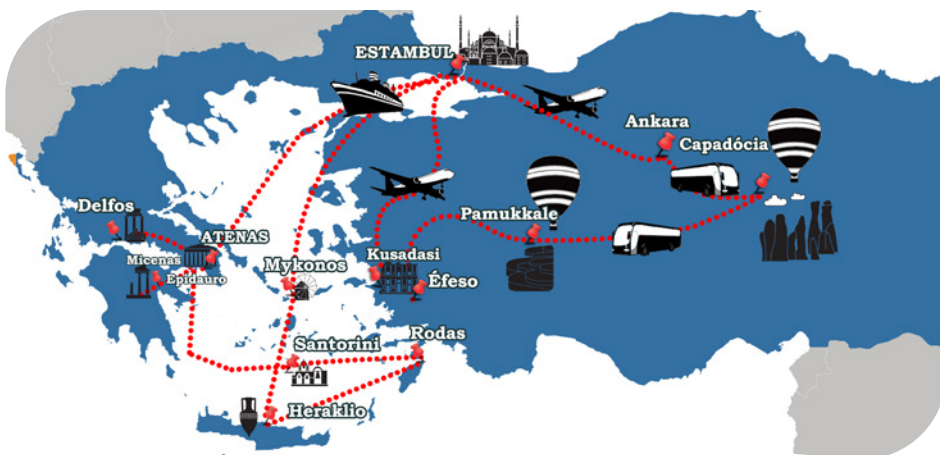 ESTAMBUL
Ankara
Capadócia
Delfos
Pamukkale
ATENAS
Micenas
Epidauro
Mykonos
Kusadasi
Éfeso
Santorini
Rodas
Heraklio